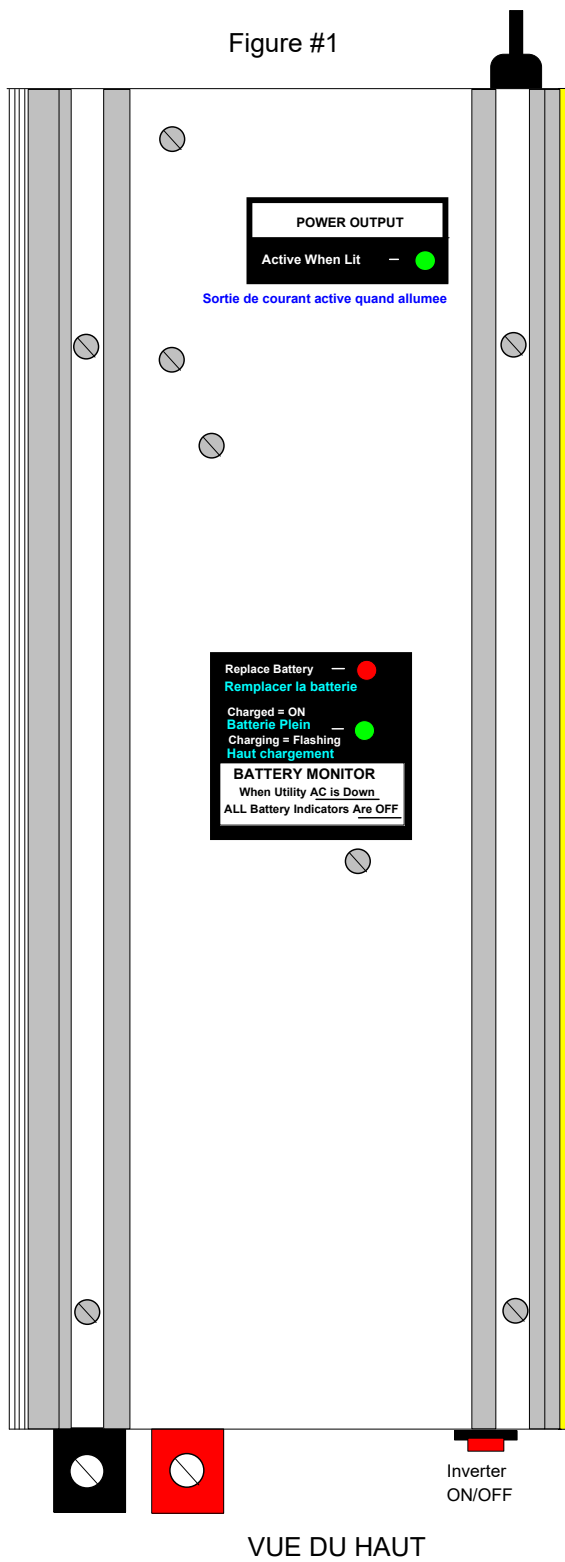 Figure #1
POWER OUTPUT
Active When Lit –
Sortie de courant active quand allumee
Replace Battery —
Remplacer la batterie
Charged = ON
Batterie Plein —
Charging = Flashing
Haut chargement
BATTERY MONITOR
When Utility AC is Down
ALL Battery Indicators Are OFF
Inverter
ON/OFF
VUE DU HAUT